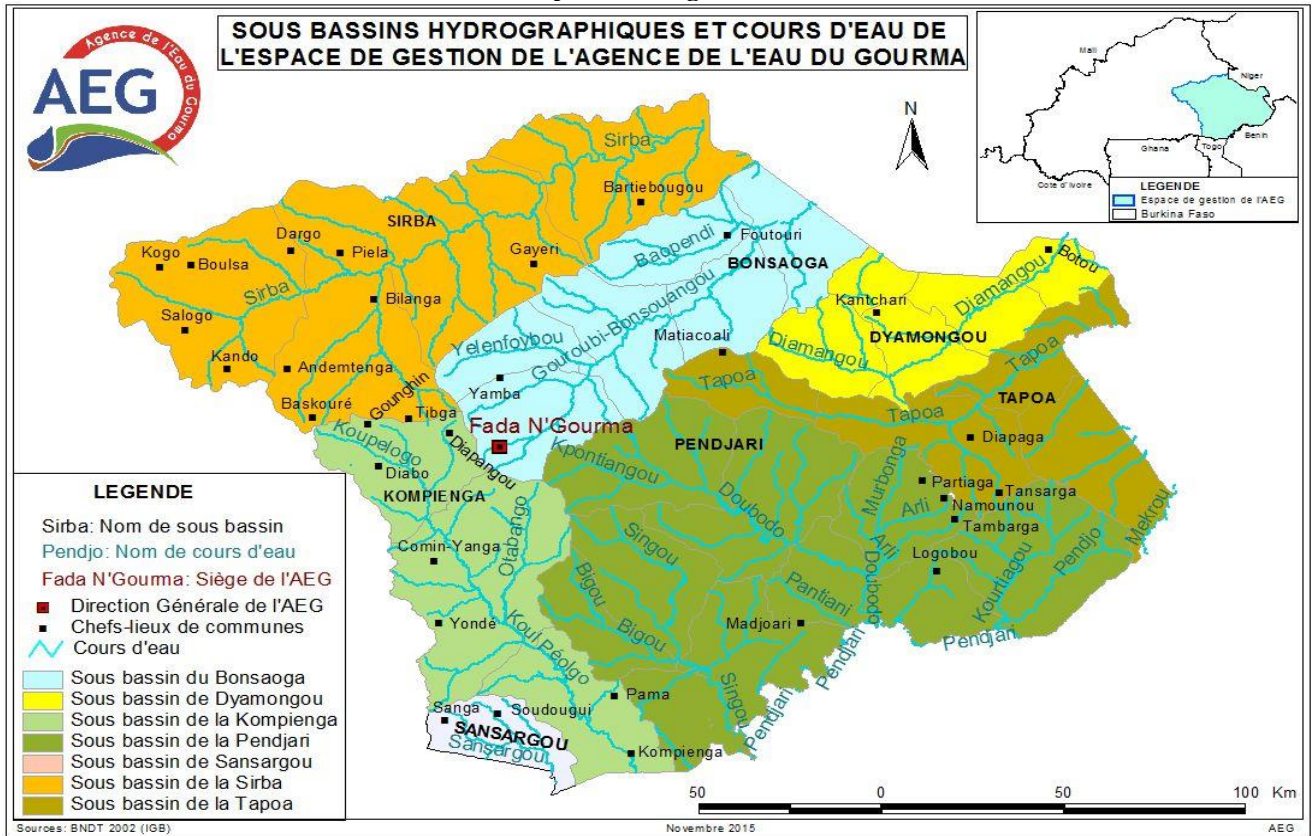 SOUS BASSINS HYDROGRAPHIQUES ET COURS D'EAU DE
L'ESPACE DE GESTION DE L'AGENCE DE L'EAU DU GOURMA
Agence de l'Eau du Gourma
AEG
N
Mali
Niger
Benin
Togo
Ghana
Cote d'Ivoire
LEGENDE
Espace de gestion de l'AEG
Burkina Faso
Sirba
Bartiebougou
SIRBA
Dargo
Piela
Kogo
Boulsa
Gayeri
Sirba
Bilanga
Salogo
Kando
Andemtenga
Baskouré
Gounghin
Tibga
Baopendi
Foutouri
BONSAOGA
Gouroubi-Bonsouangou
Yelenfoybou
Matiacoali
Yamba
Fada N'Gourma
Botou
Diamangou
Kantchari
DYAMONGOU
Diamangou
Tapoa
Tapoa
Tapoa
TAPOA
Diapaga
Koupelogo
Diapangou
Diabo
KOMPIENGA
Otabango
Comin-Yanga
Yondé
Koul Péolgo
Kpontiangou
PENDJARI
Doubodo
Murbonga
Partiaga
Arli
Namounou
Tansarga
Tambarga
Mekrou
Singou
Arli
Logobou
Doubodo
Kourtiagou
Pendio
Bigou
Bigou
Pantiani
Madjoari
Pendjari
Pendjari
Pendjari
Singou
Pama
Sanga
Soudougui
SANSARGOU
Sansargou
Kompienga
LEGENDE
Sirba: Nom de sous bassin
Pendjo: Nom de cours d'eau
Fada N'Gourma: Siège de l'AEG
Direction Générale de l'AEG
Chefs-lieux de communes
Cours d'eau
Sous bassin du Bonsaoga
Sous bassin de Dyamongou
Sous bassin de la Kompienga
Sous bassin de la Pendjari
Sous bassin de Sansargou
Sous bassin de la Sirba
Sous bassin de la Tapoa
50 0 50 100 Km
Sources: BNDT 2002 (IGB)
Novembre 2015
AEG